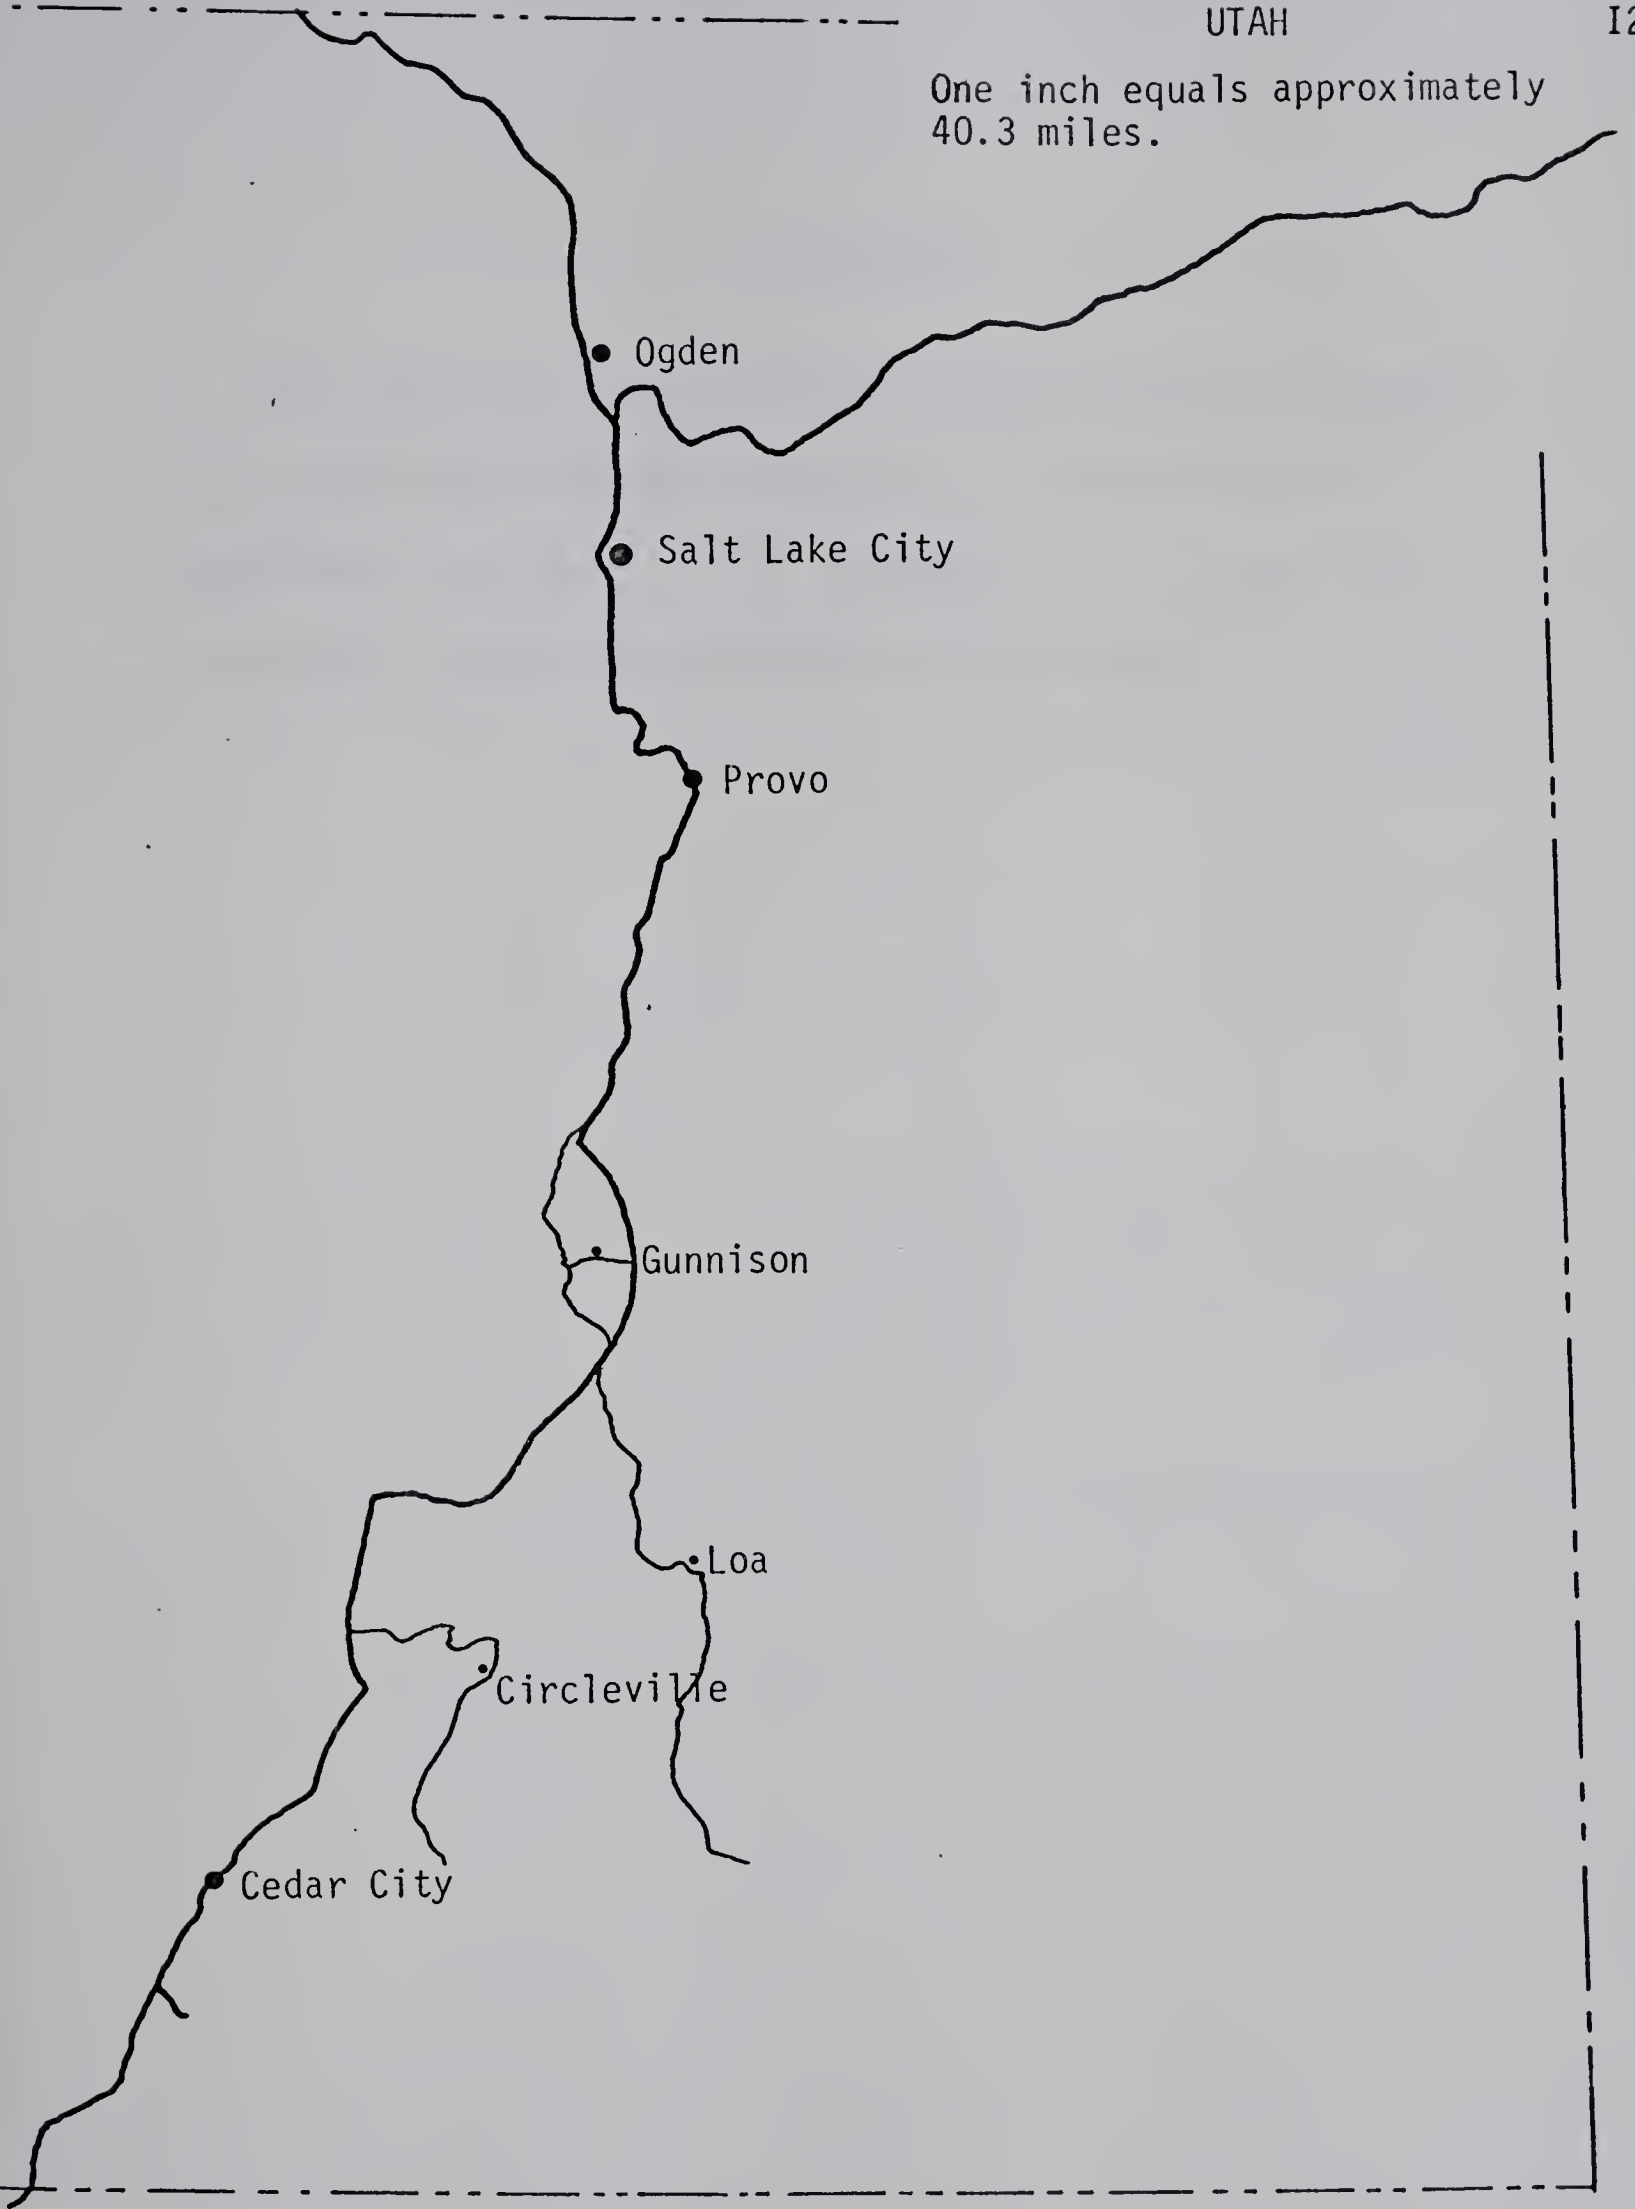 UTAH
One inch equals approximately
40.3 miles.
Ogden
Salt Lake City
Provo
Gunnison
Loa
Circleville
Cedar City